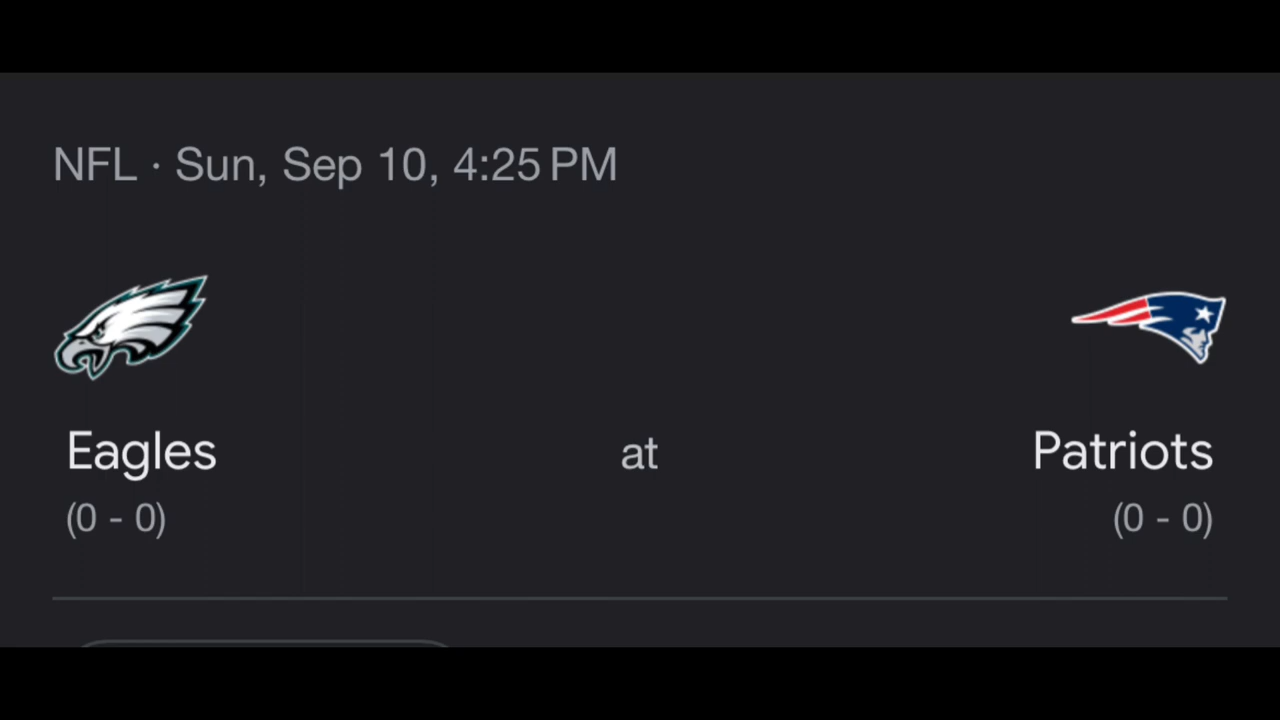 NFL · Sun, Sep 10, 4:25 PM
Eagles at Patriots
(0 - 0) (0 - 0)